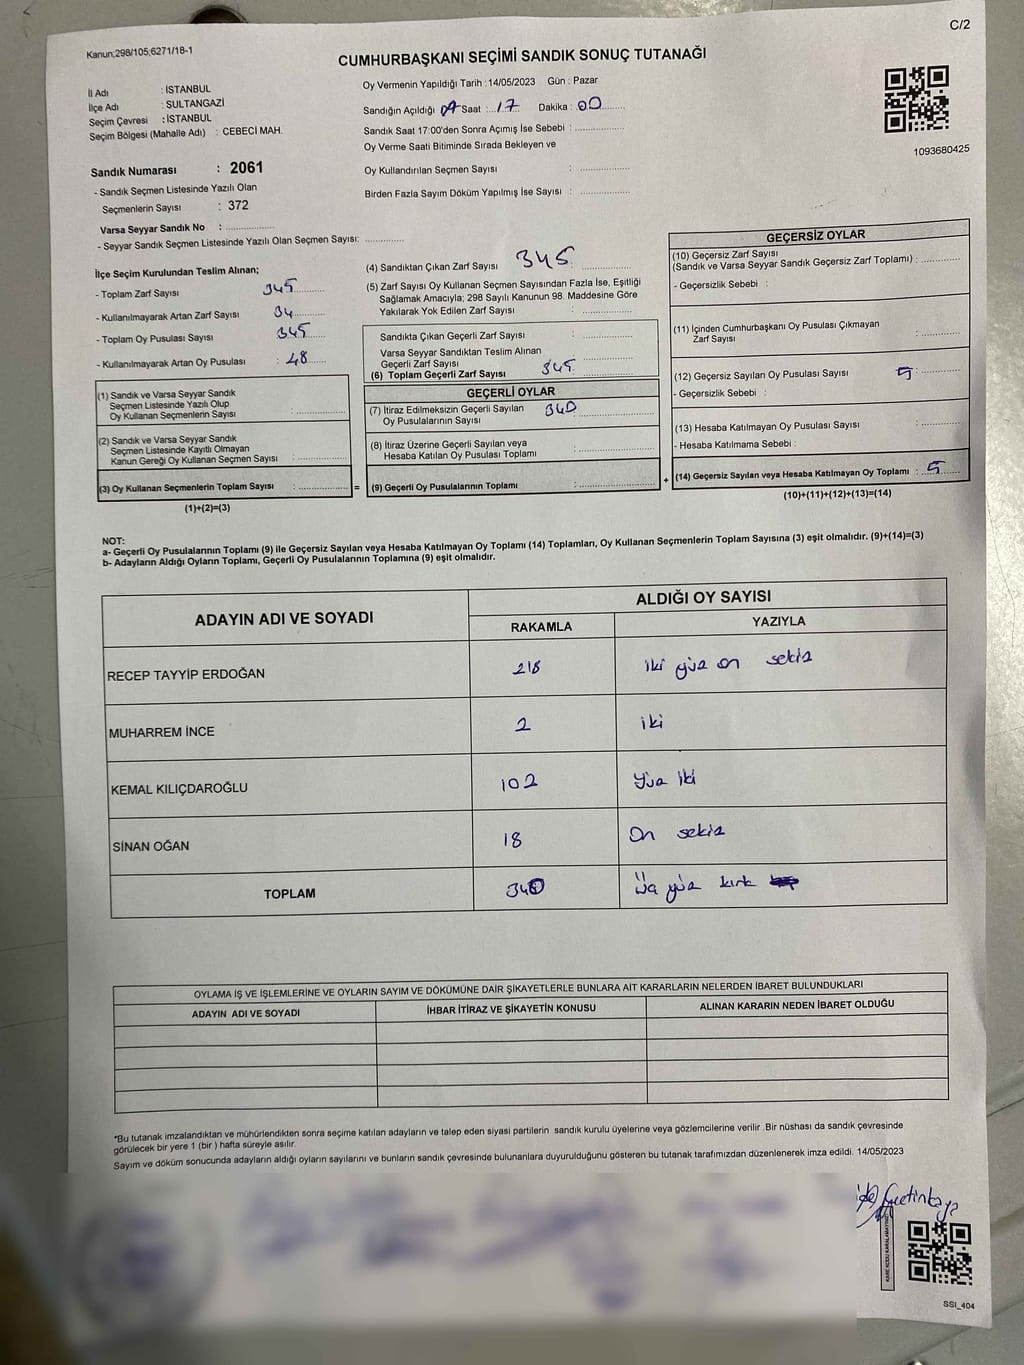 C/2
Kanun;298/105;6271/18-1
CUMHURBAŞKANI SEÇİMİ SANDIK SONUÇ TUTANAĞI
İl Adı : İSTANBUL
İlçe Adı : SULTANGAZİ
Seçim Çevresi : İSTANBUL
Seçim Bölgesi (Mahalle Adı) : CEBECİ MAH.
Sandık Numarası : 2061
- Sandık Seçmen Listesinde Yazılı Olan
Seçmenlerin Sayısı : 372
Varsa Seyyar Sandık No : ..............
- Seyyar Sandık Seçmen Listesinde Yazılı Olan Seçmen Sayısı: ............
Oy Vermenin Yapıldığı Tarih :14/05/2023 Gün : Pazar
Sandığın Açıldığı Saat :...17 Dakika : 00........
Sandık Saat 17:00'den Sonra Açımış İse Sebebi : ..............
Oy Verme Saati Bitiminde Sırada Bekleyen ve
Oy Kullandırılan Seçmen Sayısı : ..............
Birden Fazla Sayım Döküm Yapılmış İse Sayısı : ..............
1093680425
İlçe Seçim Kurulundan Teslim Alınan;
- Toplam Zarf Sayısı 345
- Kullanılmayarak Artan Zarf Sayısı 34
- Toplam Oy Pusulası Sayısı 345
- Kullanılmayarak Artan Oy Pusulası : 48
(1) Sandık ve Varsa Seyyar Sandık
Seçmen Listesinde Yazılı Olup
Oy Kullanan Seçmenlerin Sayısı : ..............
(2) Sandık ve Varsa Seyyar Sandık
Seçmen Listesinde Kayıtlı Olmayan
Kanun Gereği Oy Kullanan Seçmen Sayısı : ..............
(3) Oy Kullanan Seçmenlerin Toplam Sayısı : .............. =
(1)+(2)=(3)
(4) Sandıktan Çıkan Zarf Sayısı 345
(5) Zarf Sayısı Oy Kullanan Seçmen Sayısından Fazla İse, Eşitliği
Sağlamak Amacıyla; 298 Sayılı Kanunun 98. Maddesine Göre
Yakılarak Yok Edilen Zarf Sayısı : ..............
Sandıkta Çıkan Geçerli Zarf Sayısı : ..............
Varsa Seyyar Sandıktan Teslim Alınan
Geçerli Zarf Sayısı : ..............
(6) Toplam Geçerli Zarf Sayısı 345
GEÇERLİ OYLAR
(7) İtiraz Edilmeksizin Geçerli Sayılan 340
Oy Pusulalarının Sayısı
(8) İtiraz Üzerine Geçerli Sayılan veya
Hesaba Katılan Oy Pusulası Toplamı : ..............
(9) Geçerli Oy Pusulalarının Toplamı : .............. +
GEÇERSİZ OYLAR
(10) Geçersiz Zarf Sayısı
(Sandık ve Varsa Seyyar Sandık Geçersiz Zarf Toplamı) : ............
- Geçersizlik Sebebi :
(11) İçinden Cumhurbaşkanı Oy Pusulası Çıkmayan
Zarf Sayısı : ............
(12) Geçersiz Sayılan Oy Pusulası Sayısı 5 : ............
- Geçersizlik Sebebi :
(13) Hesaba Katılmayan Oy Pusulası Sayısı : ............
- Hesaba Katılmama Sebebi :
(14) Geçersiz Sayılan veya Hesaba Katılmayan Oy Toplamı : ..5......
(10)+(11)+(12)+(13)=(14)
NOT:
a- Geçerli Oy Pusulalarının Toplamı (9) ile Geçersiz Sayılan veya Hesaba Katılmayan Oy Toplamı (14) Toplamları, Oy Kullanan Seçmenlerin Toplam Sayısına (3) eşit olmalıdır. (9)+(14)=(3)
b- Adayların Aldığı Oyların Toplamı, Geçerli Oy Pusulalarının Toplamına (9) eşit olmalıdır.
ADAYIN ADI VE SOYADI ALDIĞI OY SAYISI
RAKAMLA YAZIYLA
RECEP TAYYİP ERDOĞAN 218 iki yüz on sekiz
MUHARREM İNCE 2 iki
KEMAL KILIÇDAROĞLU 102 Yüz iki
SİNAN OĞAN 18 On sekiz
TOPLAM 340 Üç yüz kırk
OYLAMA İŞ VE İŞLEMLERİNE VE OYLARIN SAYIM VE DÖKÜMÜNE DAİR ŞİKAYETLERLE BUNLARA AİT KARARLARIN NELERDEN İBARET BULUNDUKLARI
ADAYIN ADI VE SOYADI İHBAR İTİRAZ VE ŞİKAYETİN KONUSU ALINAN KARARIN NEDEN İBARET OLDUĞU
*Bu tutanak imzalandıktan ve mühürlendikten sonra seçime katılan adayların ve talep eden siyasi partilerin sandık kurulu üyelerine veya gözlemcilerine verilir .Bir nüshası da sandık çevresinde
görülecek bir yere 1 (bir ) hafta süreyle asılır.
Sayım ve döküm sonucunda adayların aldığı oyların sayılarını ve bunların sandık çevresinde bulunanlara duyurulduğunu gösteren bu tutanak tarafımızdan düzenlenerek imza edildi. 14/05/2023
KARE KODU KARALAMAYINIZ
SSI_404